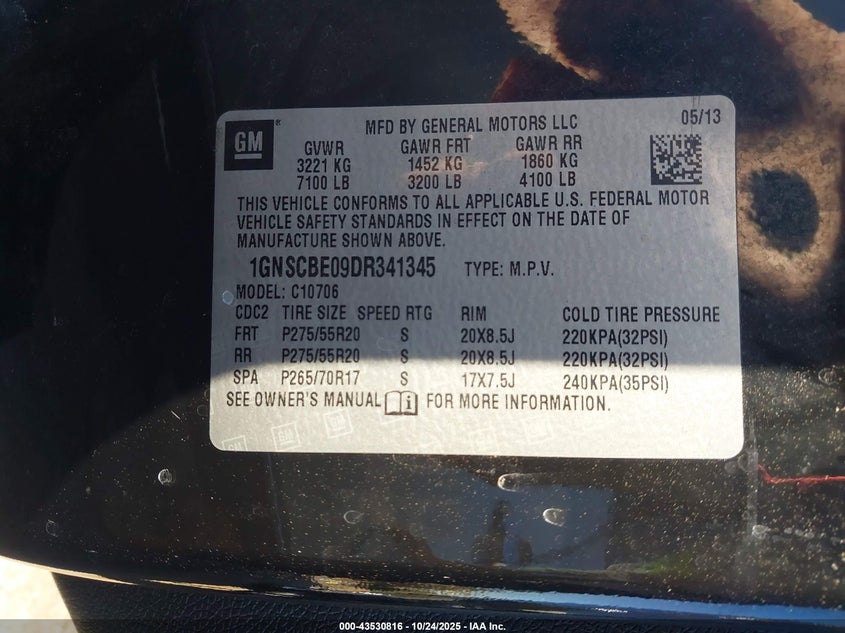 GM
®
MFD BY GENERAL MOTORS LLC
05/13
GVWR GAWR FRT GAWR RR
3221 KG 1452 KG 1860 KG
7100 LB 3200 LB 4100 LB
THIS VEHICLE CONFORMS TO ALL APPLICABLE U.S. FEDERAL MOTOR
VEHICLE SAFETY STANDARDS IN EFFECT ON THE DATE OF
MANUFACTURE SHOWN ABOVE.
1GNSCBE09DR341345 TYPE: M.P.V.
MODEL: C10706
CDC2 TIRE SIZE SPEED RTG RIM COLD TIRE PRESSURE
FRT P275/55R20 S 20X8.5J 220KPA(32PSI)
RR P275/55R20 S 20X8.5J 220KPA(32PSI)
SPA P265/70R17 S 17X7.5J 240KPA(35PSI)
SEE OWNER'S MANUAL i FOR MORE INFORMATION.
GM
000-43530816 - 10/24/2025 - IAA Inc.